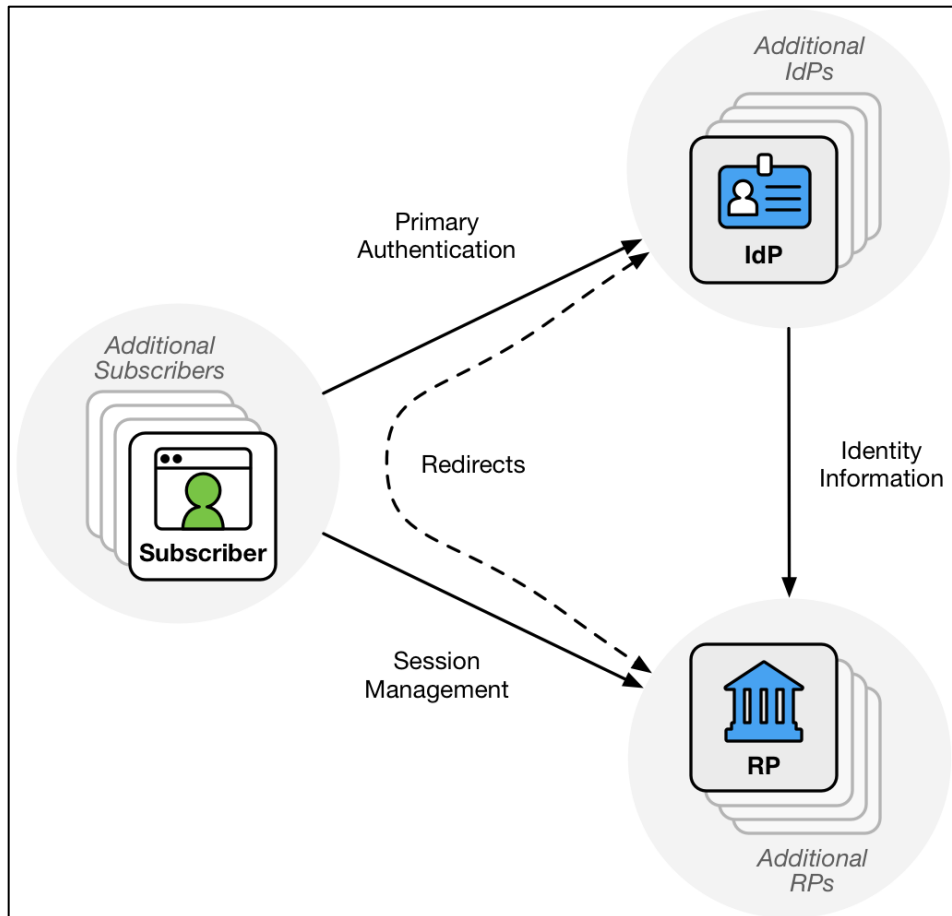 Additional
IdPs
IdP
Primary
Authentication
Additional
Subscribers
Subscriber
Redirects
Identity
Information
Session
Management
RP
Additional
RPs